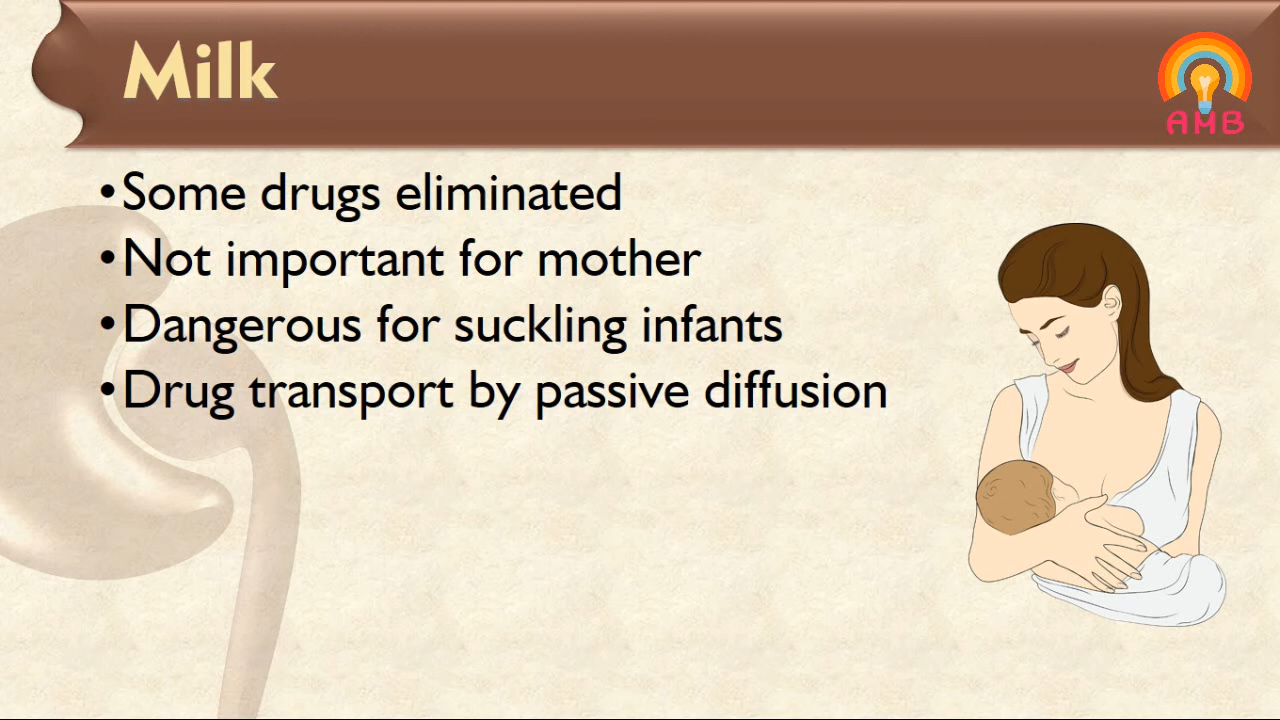 Milk
AMB
•Some drugs eliminated
•Not important for mother
•Dangerous for suckling infants
•Drug transport by passive diffusion